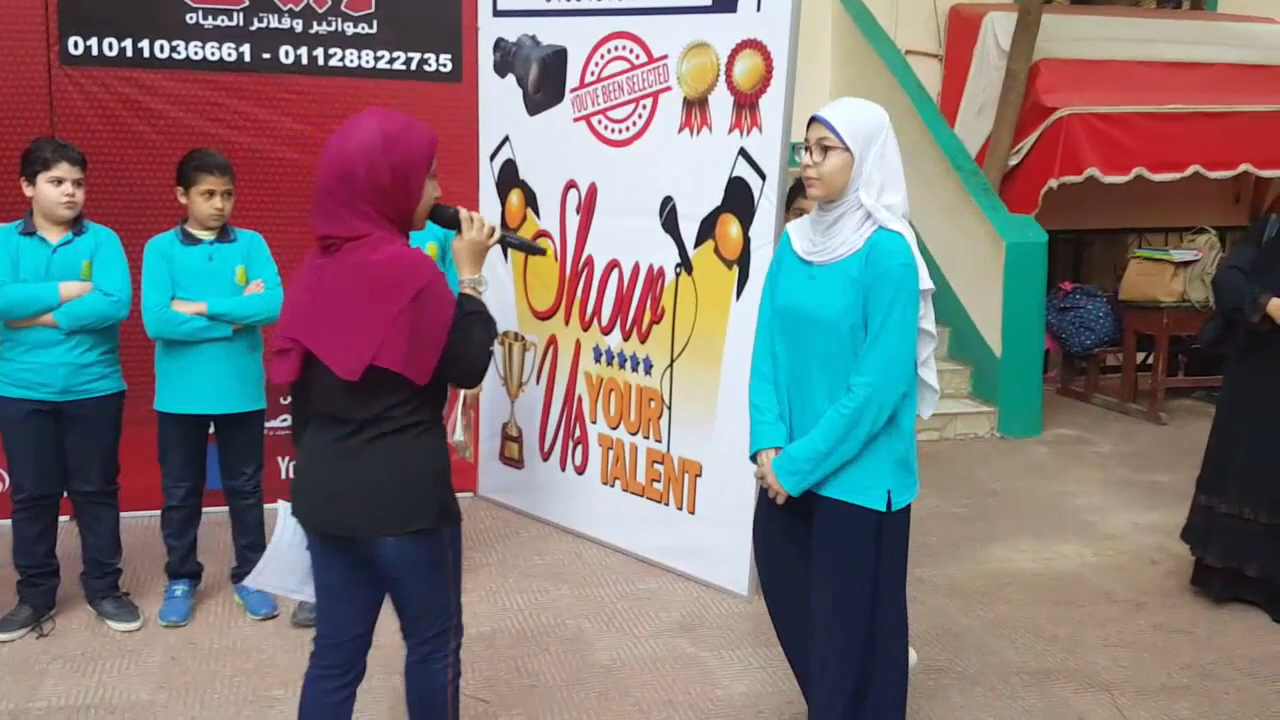 لمواتير وفلاتر المياه
01011036661 - 01128822735
YOU'VE BEEN SELECTED
Show
Us
YOUR
TALENT